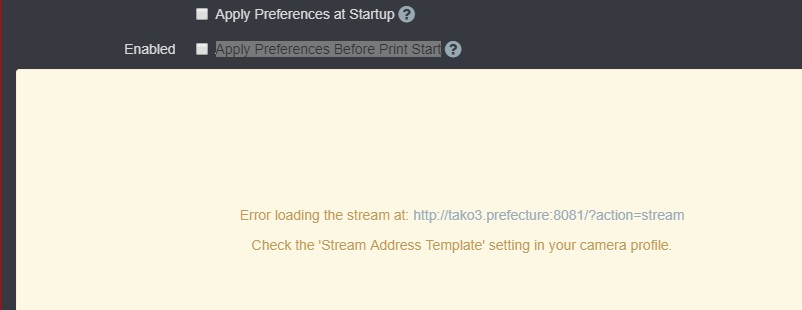 Apply Preferences at Startup ?
Enabled Apply Preferences Before Print Start ?
Error loading the stream at: http://tako3.prefecture:8081/?action=stream
Check the 'Stream Address Template' setting in your camera profile.